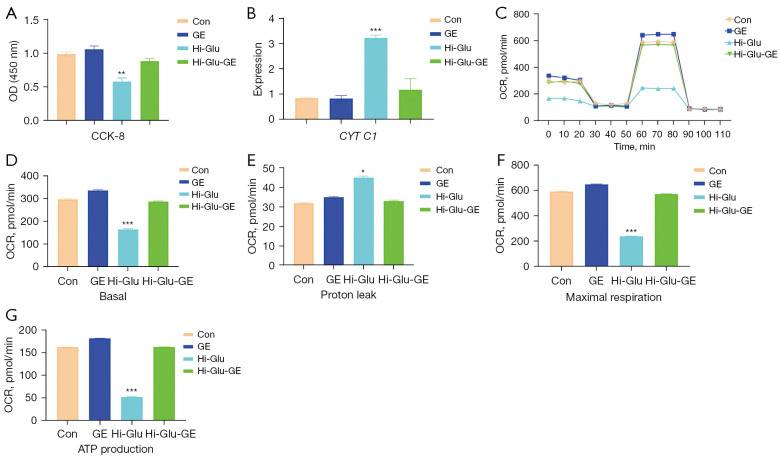 A
OD (450 nm)
1.5
1.0
0.5
0.0
**
CCK-8
Con
GE
Hi-Glu
Hi-Glu-GE
B
Expression
4
3
2
1
0
***
CYT C1
Con
GE
Hi-Glu
Hi-Glu-GE
C
OCR, pmol/min
800
600
400
200
0
0 10 20 30 40 50 60 70 80 90 100 110
Time, min
Con
GE
Hi-Glu
Hi-Glu-GE
D
OCR, pmol/min
400
300
200
100
0
***
Con GE Hi-Glu Hi-Glu-GE
Basal
Con
GE
Hi-Glu
Hi-Glu-GE
E
OCR, pmol/min
50
40
30
20
10
0
*
Con GE Hi-Glu Hi-Glu-GE
Proton leak
Con
GE
Hi-Glu
Hi-Glu-GE
F
OCR, pmol/min
800
600
400
200
0
***
Con GE Hi-Glu Hi-Glu-GE
Maximal respiration
Con
GE
Hi-Glu
Hi-Glu-GE
G
OCR, pmol/min
200
150
100
50
0
***
Con GE Hi-Glu Hi-Glu-GE
ATP production
Con
GE
Hi-Glu
Hi-Glu-GE